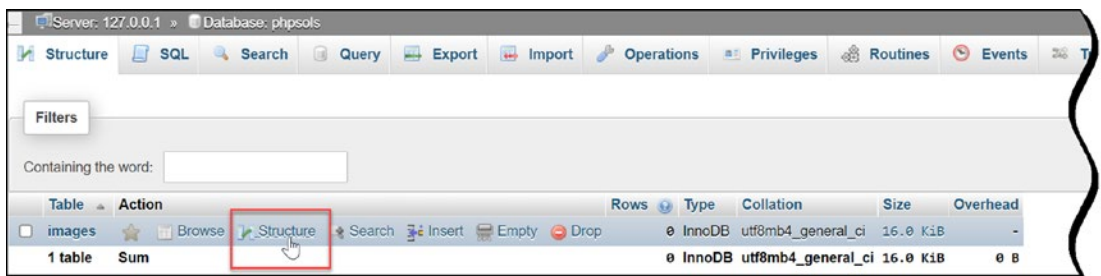 Server: 127.0.0.1 » Database: phpsols
Structure SQL Search Query Export Import Operations Privileges Routines Events
Filters
Containing the word:
Table Action Rows Type Collation Size Overhead
images Browse Structure Search Insert Empty Drop 0 InnoDB utf8mb4_general_ci 16.0 KiB -
1 table Sum 0 InnoDB utf8mb4_general_ci 16.0 KiB 0 B